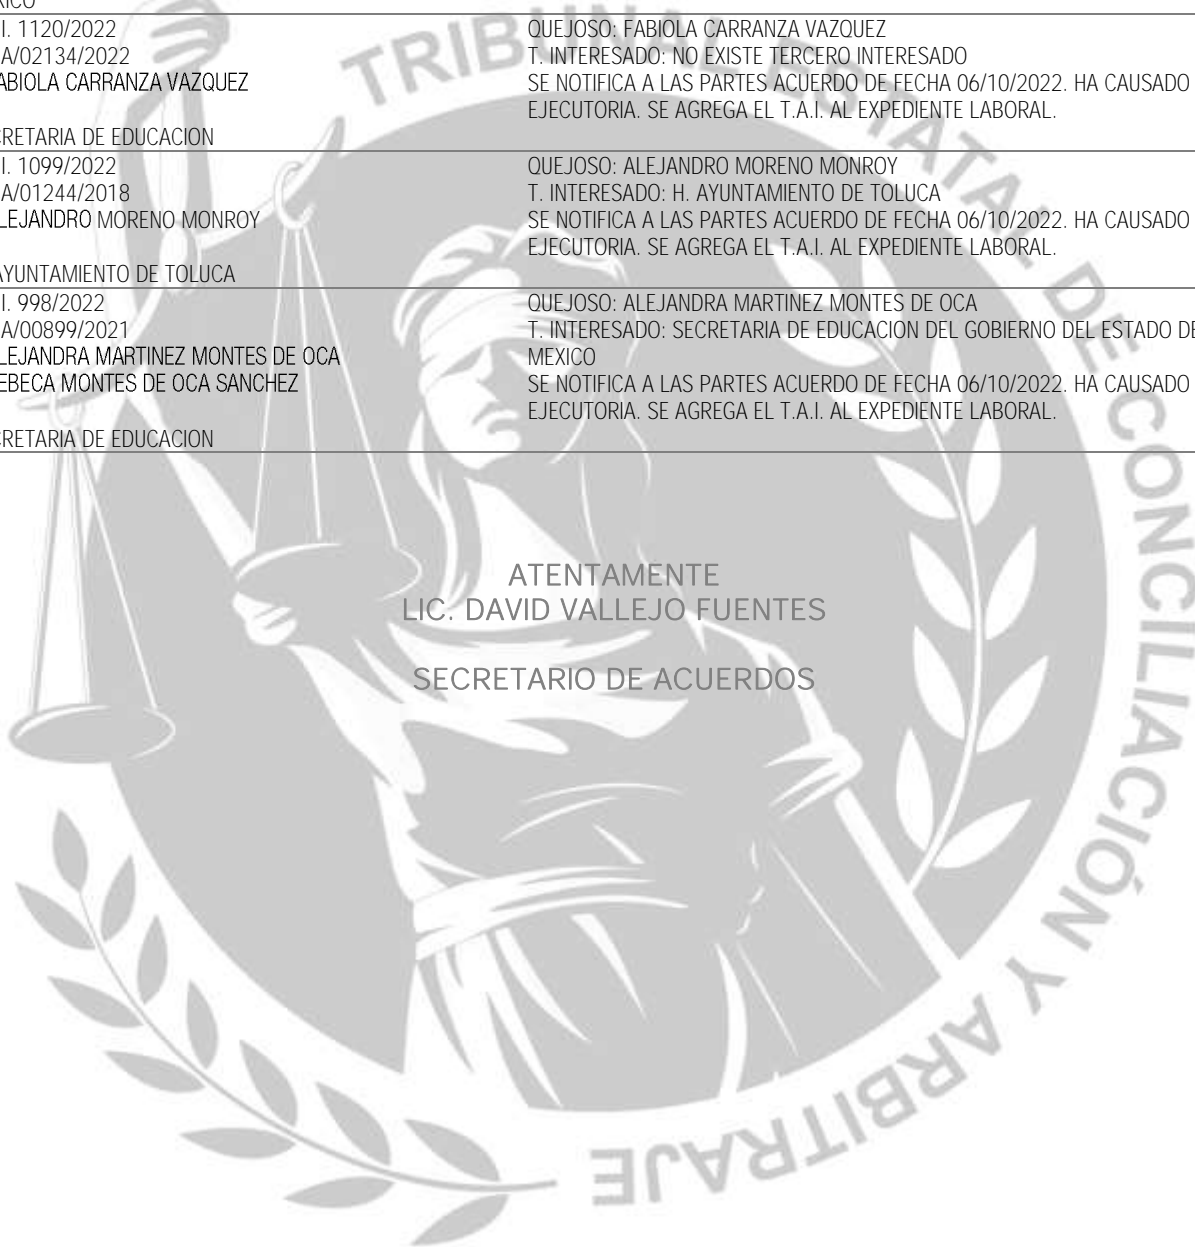 I. 1120/2022
A/02134/2022
ABIOLA CARRANZA VAZQUEZ
CRETARIA DE EDUCACION
QUEJOSO: FABIOLA CARRANZA VAZQUEZ
T. INTERESADO: NO EXISTE TERCERO INTERESADO
SE NOTIFICA A LAS PARTES ACUERDO DE FECHA 06/10/2022. HA CAUSADO
EJECUTORIA. SE AGREGA EL T.A.I. AL EXPEDIENTE LABORAL.
I. 1099/2022
A/01244/2018
LEJANDRO MORENO MONROY
AYUNTAMIENTO DE TOLUCA
QUEJOSO: ALEJANDRO MORENO MONROY
T. INTERESADO: H. AYUNTAMIENTO DE TOLUCA
SE NOTIFICA A LAS PARTES ACUERDO DE FECHA 06/10/2022. HA CAUSADO
EJECUTORIA. SE AGREGA EL T.A.I. AL EXPEDIENTE LABORAL.
I. 998/2022
A/00899/2021
LEJANDRA MARTINEZ MONTES DE OCA
EBECA MONTES DE OCA SANCHEZ
CRETARIA DE EDUCACION
QUEJOSO: ALEJANDRA MARTINEZ MONTES DE OCA
T. INTERESADO: SECRETARIA DE EDUCACION DEL GOBIERNO DEL ESTADO DE
MEXICO
SE NOTIFICA A LAS PARTES ACUERDO DE FECHA 06/10/2022. HA CAUSADO
EJECUTORIA. SE AGREGA EL T.A.I. AL EXPEDIENTE LABORAL.
ATENTAMENTE
LIC. DAVID VALLEJO FUENTES
SECRETARIO DE ACUERDOS
TRIBUNAL ESTATAL DE CONCILIACIÓN Y ARBITRAJE